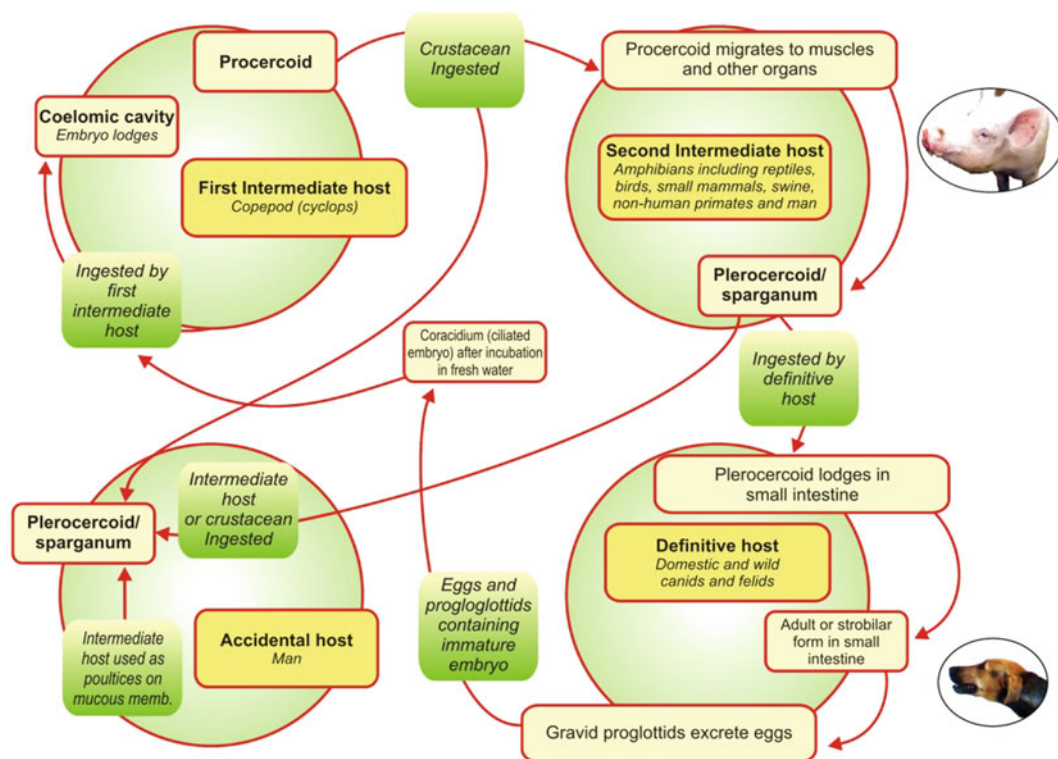 Procercoid
Crustacean
Ingested
Procercoid migrates to muscles
and other organs
Coelomic cavity
Embryo lodges
First Intermediate host
Copepod (cyclops)
Second Intermediate host
Amphibians including reptiles,
birds, small mammals, swine,
non-human primates and man
Ingested by
first
intermediate
host
Plerocercoid/
sparganum
Coracidium (ciliated
embryo) after incubation
in fresh water
Ingested by
definitive
host
Intermediate
host
or crustacean
Ingested
Plerocercoid/
sparganum
Plerocercoid lodges in
small intestine
Definitive host
Domestic and wild
canids and felids
Eggs and
progloglottids
containing
immature
embryo
Accidental host
Man
Intermediate
host used as
poultices on
mucous memb.
Adult or strobilar
form in small
intestine
Gravid proglottids excrete eggs